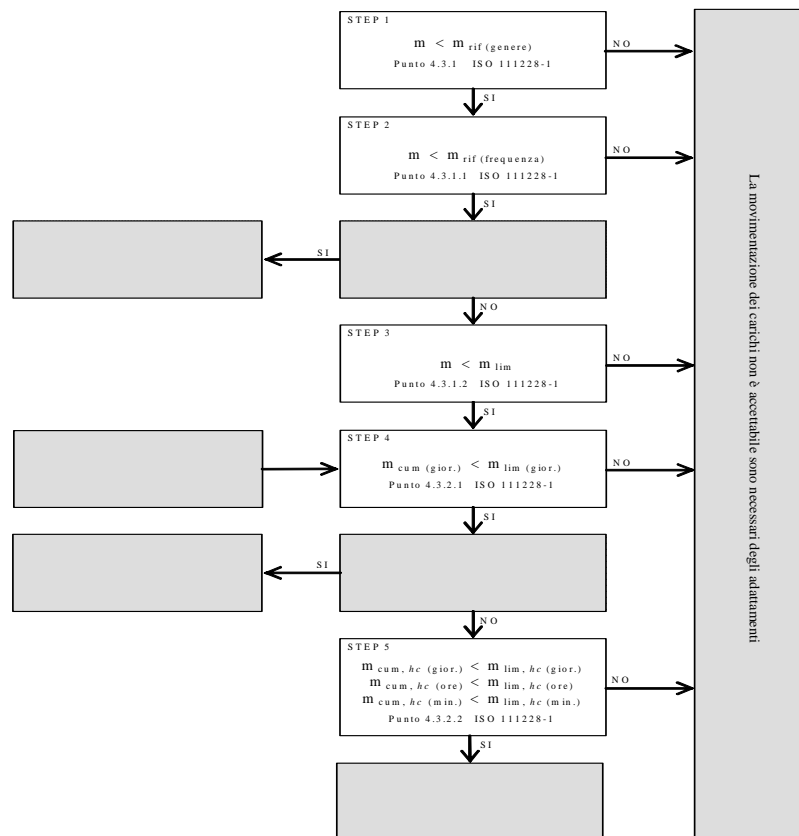 STEP 1
m < m rif (genere)
Punto 4.3.1 ISO 111228-1
NO
SI
STEP 2
m < m rif (frequenza)
Punto 4.3.1.1 ISO 111228-1
NO
SI
SI
NO
STEP 3
m < m lim
Punto 4.3.1.2 ISO 111228-1
NO
SI
STEP 4
m cum (gior.) < m lim (gior.)
Punto 4.3.2.1 ISO 111228-1
NO
SI
SI
NO
STEP 5
m cum, hc (gior.) < m lim, hc (gior.)
m cum, hc (ore) < m lim, hc (ore)
m cum, hc (min.) < m lim, hc (min.)
Punto 4.3.2.2 ISO 111228-1
NO
SI
La movimentazione dei carichi non è accettabile sono necessari degli adattamenti